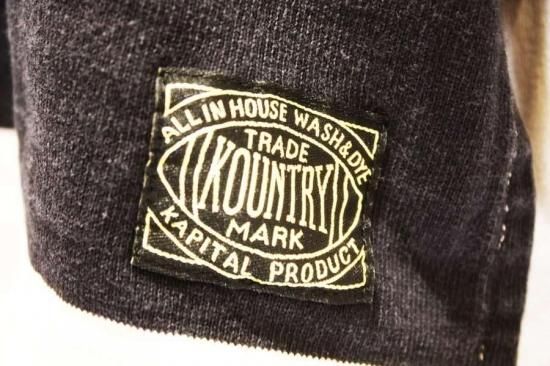 ALL IN HOUSE WASH & DYE
TRADE
KOUNTRY
MARK
KAPITAL PRODUCT